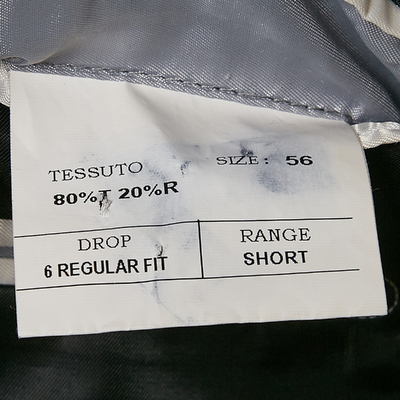 TESSUTO SIZE: 56
80%T 20%R
DROP RANGE
6 REGULAR FIT SHORT